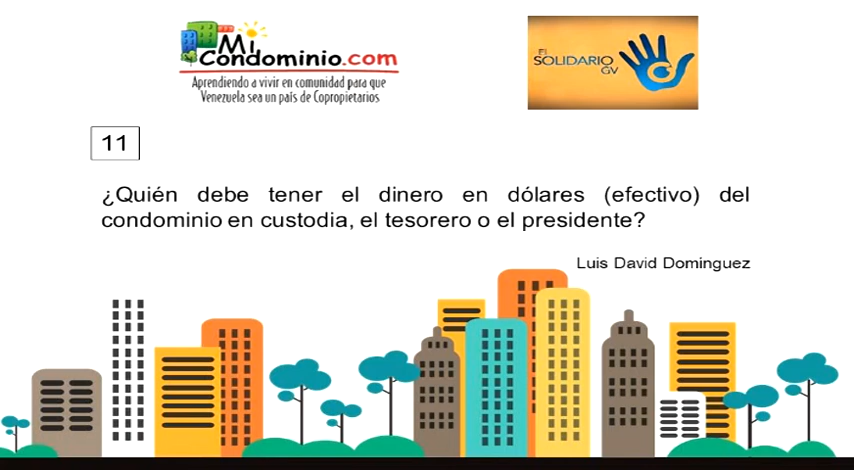 Mi
Condominio.com
Aprendiendo a vivir en comunidad para que
Venezuela sea un país de Copropietarios
El
SOLIDARIO
GV
11
¿Quién debe tener el dinero en dólares (efectivo) del
condominio en custodia, el tesorero o el presidente?
Luis David Dominguez